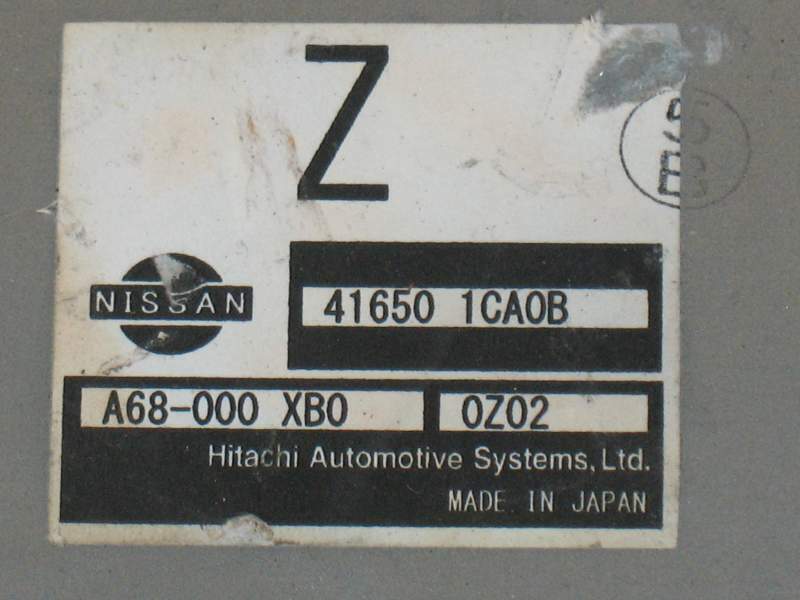 Z
NISSAN
41650 1CA0B
A68-000 XB0
0Z02
Hitachi Automotive Systems, Ltd.
MADE IN JAPAN